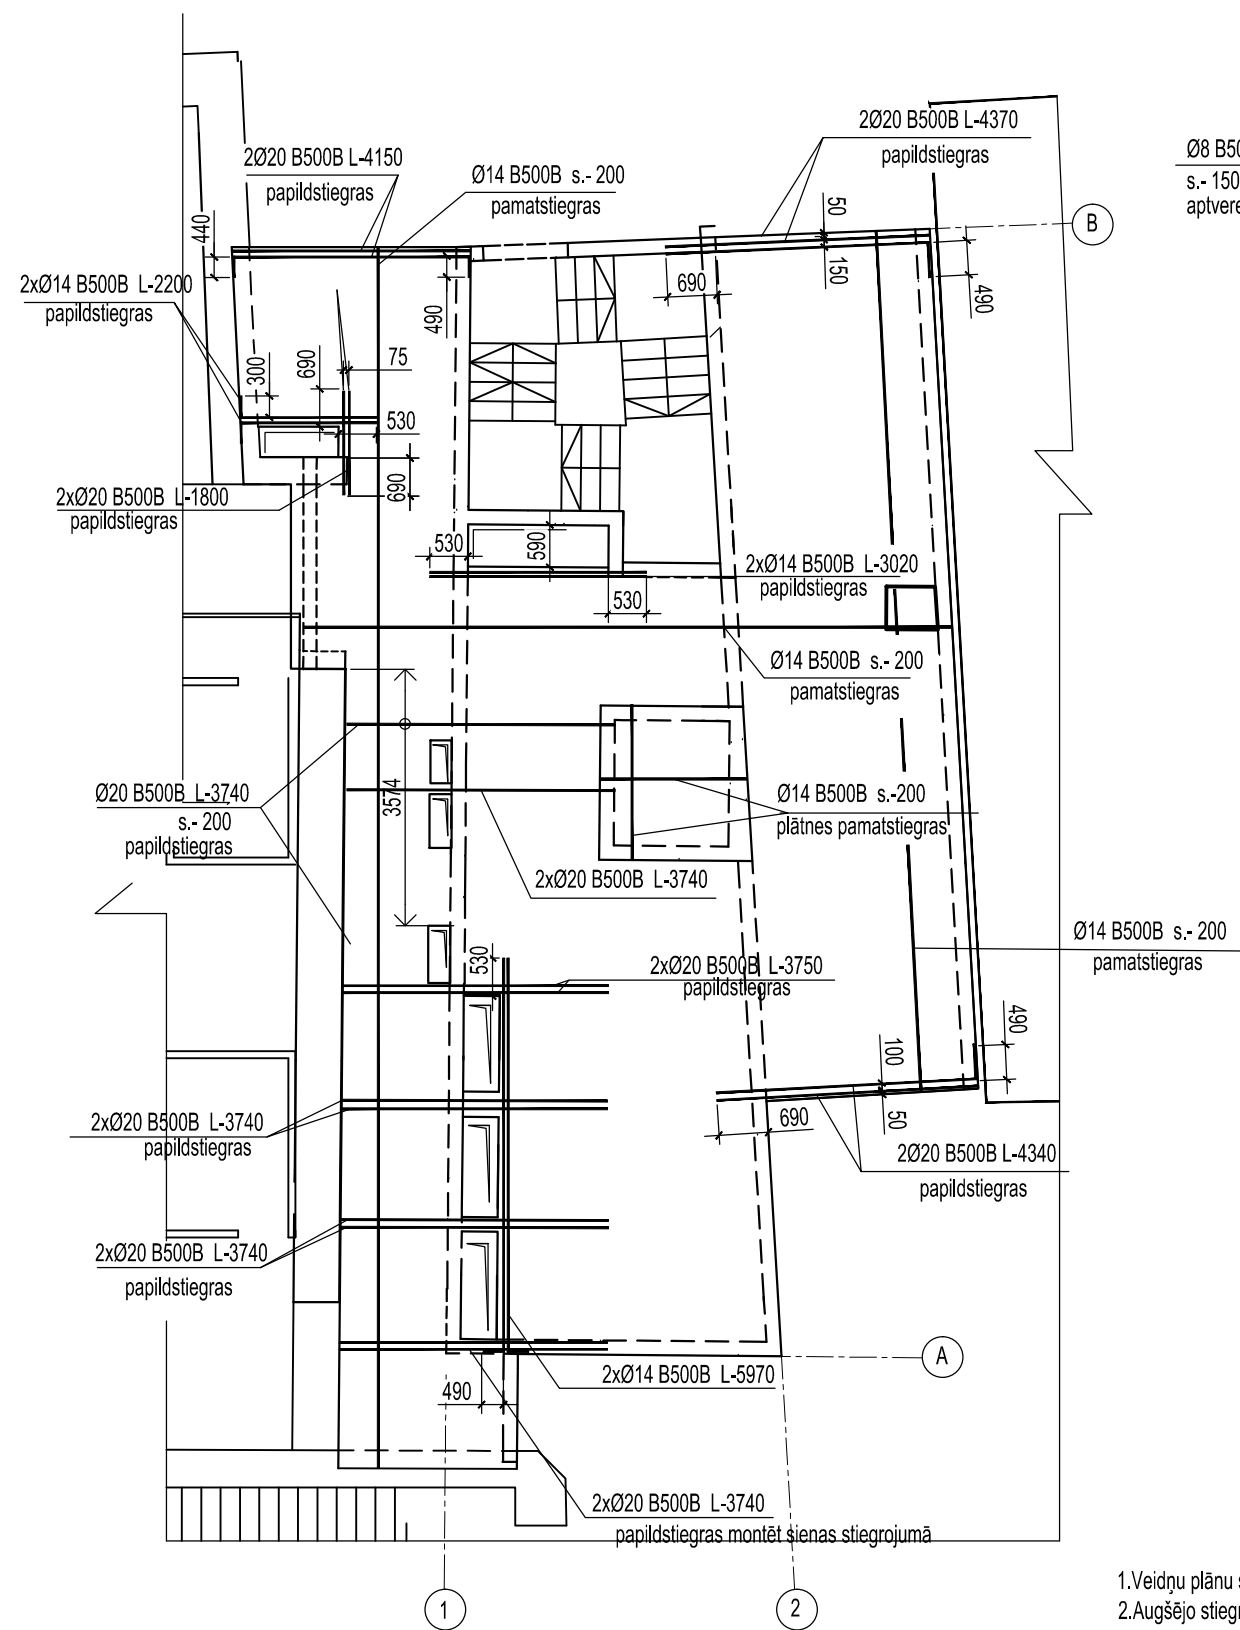 2Ø20 B500B L-4370
papildstiegras
Ø8 B50
s.- 150
aptvere
2Ø20 B500B L-4150
papildstiegras
Ø14 B500B s.- 200
pamatstiegras
50
B
440
150
690
490
2xØ14 B500B L-2200
papildstiegras
490
300
690
75
530
690
2xØ20 B500B L-1800
papildstiegras
530
590
2xØ14 B500B L-3020
papildstiegras
530
Ø14 B500B s.- 200
pamatstiegras
Ø20 B500B L-3740
s.- 200
papildstiegras
3574
Ø14 B500B s.-200
plātnes pamatstiegras
2xØ20 B500B L-3740
Ø14 B500B s.- 200
pamatstiegras
530
2xØ20 B500B L-3750
papildstiegras
490
100
2xØ20 B500B L-3740
papildstiegras
690
50
2Ø20 B500B L-4340
papildstiegras
2xØ20 B500B L-3740
papildstiegras
A
2xØ14 B500B L-5970
490
2xØ20 B500B L-3740
papildstiegras montēt sienas stiegrojumā
1.Veidņu plānu s
2.Augšējo stiegr
1
2